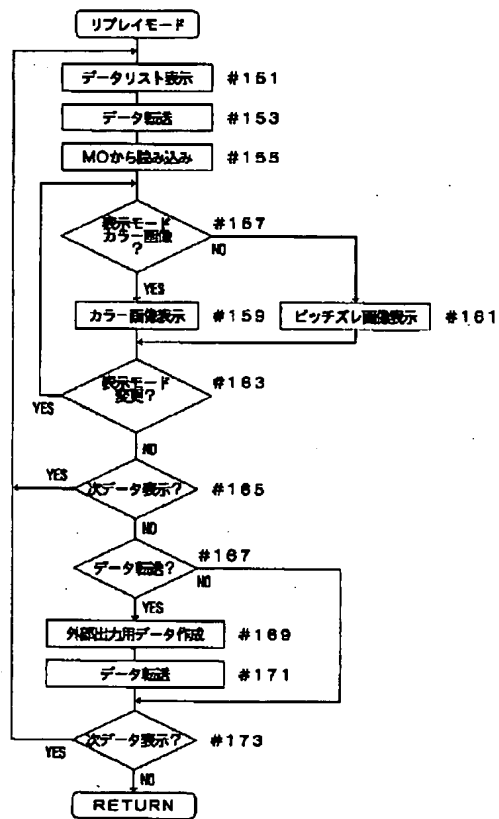 リプレイモード
データリスト表示 #151
データ転送 #153
MOから読み込み #155
表示モード #157
カラー画像
?
NO
YES
カラー画像表示 #159
ピッチズレ画像表示 #161
表示モード #163
変更?
YES
NO
次データ表示? #165
YES
NO
データ転送? #167
NO
YES
外部出力用データ作成 #169
データ転送 #171
次データ表示? #173
YES
NO
RETURN